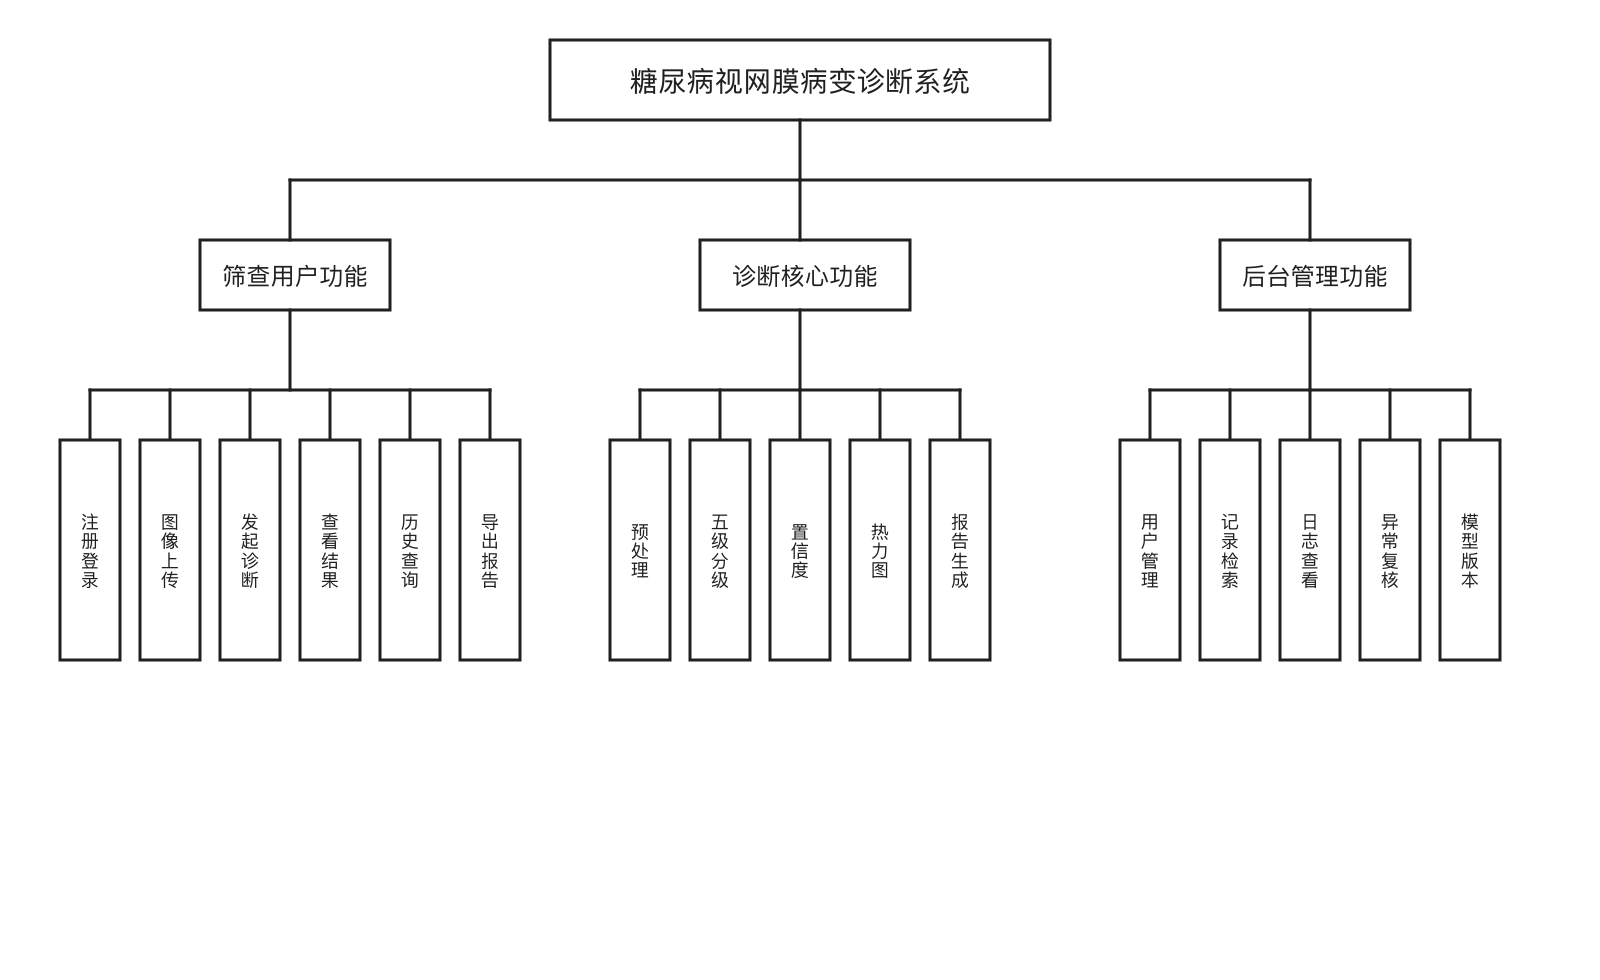 糖尿病视网膜病变诊断系统
筛查用户功能
诊断核心功能
后台管理功能
注册登录
图像上传
发起诊断
查看结果
历史查询
导出报告
预处理
五级分级
置信度
热力图
报告生成
用户管理
记录检索
日志查看
异常复核
模型版本